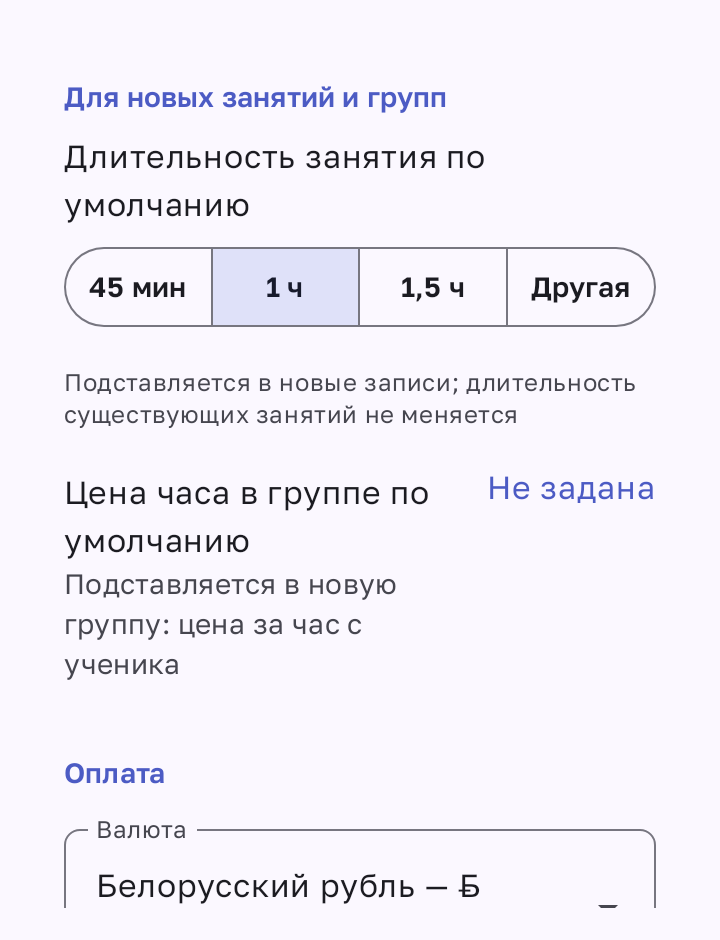 Для новых занятий и групп
Длительность занятия по
умолчанию
45 мин
1 ч
1,5 ч
Другая
Подставляется в новые записи; длительность
существующих занятий не меняется
Цена часа в группе по
умолчанию
Не задана
Подставляется в новую
группу: цена за час с
ученика
Оплата
Валюта
Белорусский рубль — Ƃ